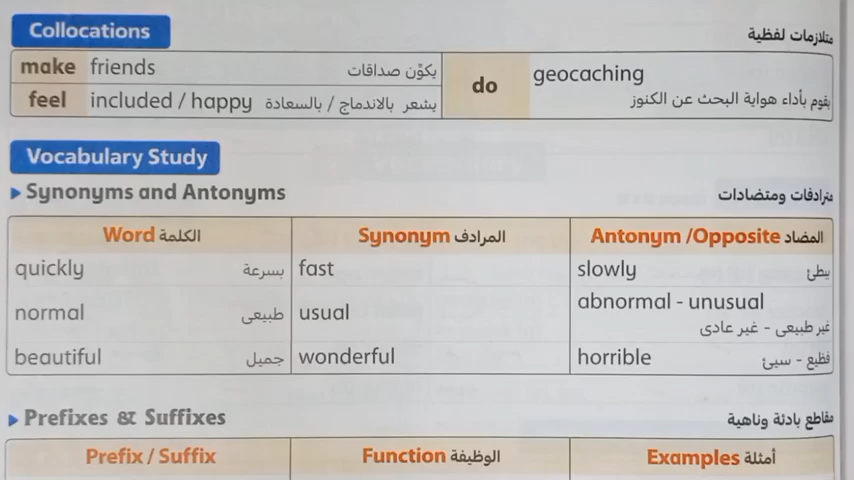 Collocations متلازمات لفظية
make friends يكوّن صداقات
feel included / happy يشعر بالاندماج / بالسعادة
do geocaching
يقوم بأداء هواية البحث عن الكنوز
Vocabulary Study
Synonyms and Antonyms مترادفات ومتضادات
Word الكلمة Synonym المرادف Antonym /Opposite المضاد
quickly بسرعة fast slowly ببطئ
normal طبيعى usual abnormal - unusual
غير طبيعى - غير عادى
beautiful جميل wonderful horrible فظيع - سيئ
Prefixes & Suffixes مقاطع بادئة وناهية
Prefix / Suffix Function الوظيفة Examples أمثلة